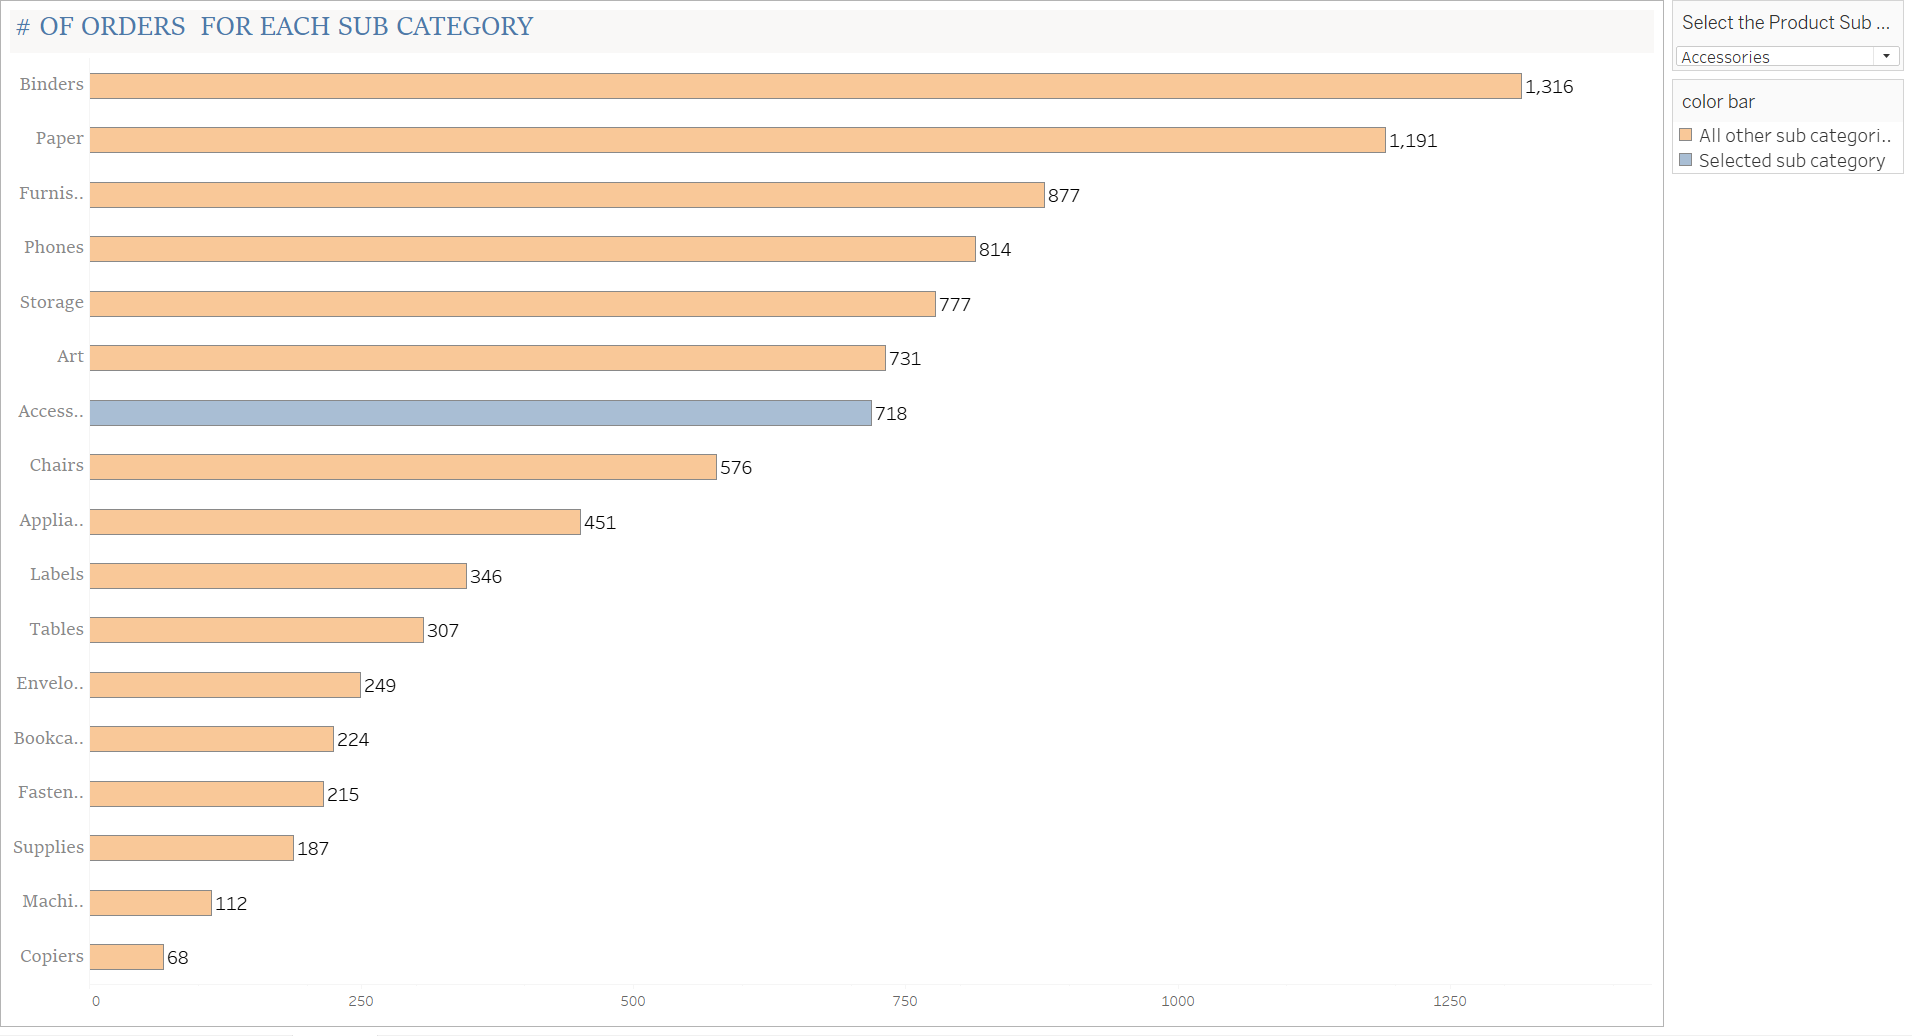 # OF ORDERS  FOR EACH SUB CATEGORY
Binders 1,316
Paper 1,191
Furnis.. 877
Phones 814
Storage 777
Art 731
Access.. 718
Chairs 576
Applia.. 451
Labels 346
Tables 307
Envelo.. 249
Bookca.. 224
Fasten.. 215
Supplies 187
Machi.. 112
Copiers 68
0 250 500 750 1000 1250
Select the Product Sub ...
Accessories
color bar
All other sub categori..
Selected sub category